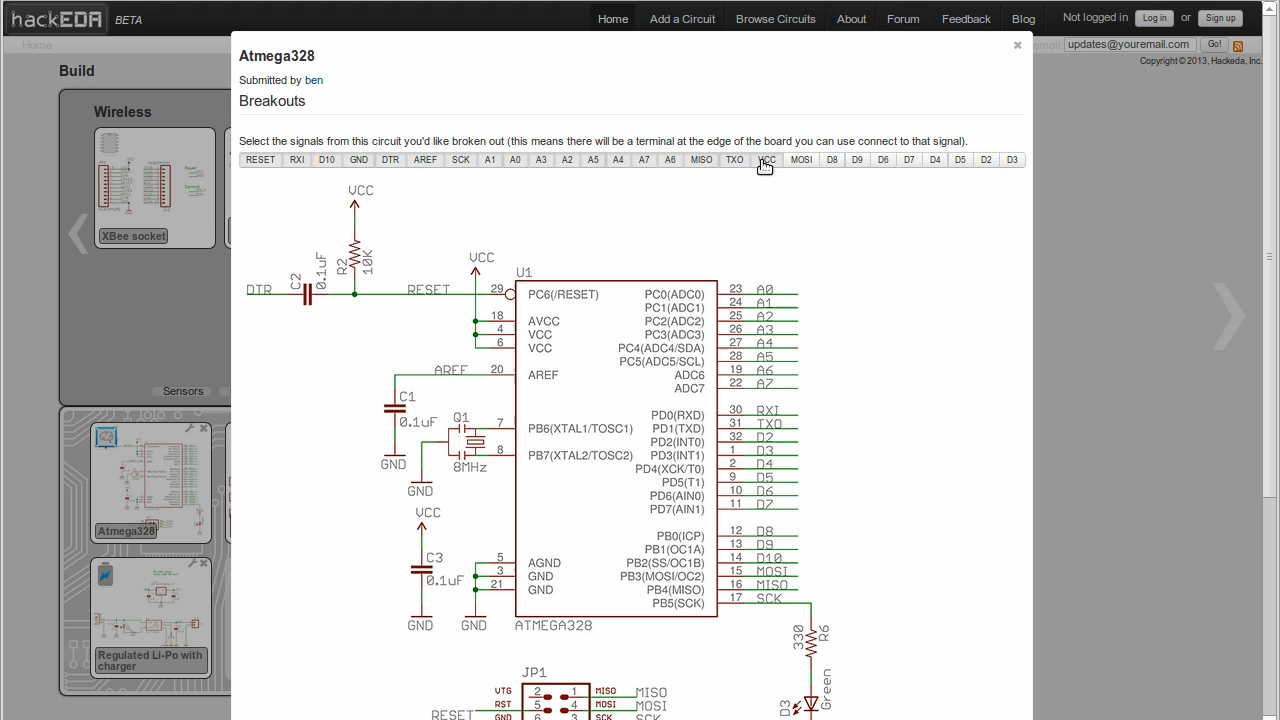 hackEDA BETA
Home Add a Circuit Browse Circuits About Forum Feedback Blog Not logged in Log in or Sign up
Home email: updates@youremail.com Go!
Copyright © 2013, Hackeda, Inc.
Build
Wireless
XBee socket
Sensors
Atmega328
Regulated Li-Po with
charger
Atmega328
×
Submitted by ben
Breakouts
Select the signals from this circuit you'd like broken out (this means there will be a terminal at the edge of the board you can use connect to that signal).
RESET RXI D10 GND DTR AREF SCK A1 A0 A3 A2 A5 A4 A7 A6 MISO TXO VCC MOSI D8 D9 D6 D7 D4 D5 D2 D3
VCC
R2 10K
C2 0.1uF
VCC
U1
DTR RESET 29 PC6(/RESET) PC0(ADC0) 23 A0
PC1(ADC1) 24 A1
18 AVCC PC2(ADC2) 25 A2
4 VCC PC3(ADC3) 26 A3
6 VCC PC4(ADC4/SDA) 27 A4
PC5(ADC5/SCL) 28 A5
AREF 20 AREF ADC6 19 A6
ADC7 22 A7
C1
0.1uF
GND
PD0(RXD) 30 RXI
Q1 7 PB6(XTAL1/TOSC1) PD1(TXD) 31 TXO
PD2(INT0) 32 D2
8 PB7(XTAL2/TOSC2) PD3(INT1) 1 D3
8MHz
GND
PD4(XCK/T0) 2 D4
PD5(T1) 9 D5
PD6(AIN0) 10 D6
PD7(AIN1) 11 D7
VCC
C3
0.1uF
GND
PB0(ICP) 12 D8
PB1(OC1A) 13 D9
5 AGND PB2(SS/OC1B) 14 D10
3 GND PB3(MOSI/OC2) 15 MOSI
21 GND PB4(MISO) 16 MISO
PB5(SCK) 17 SCK
GND
ATMEGA328
330 R6
Green
D3
JP1
VTG 2 1 MISO MISO
RESET RST 5 4 MOSI MOSI
GND 6 3 SCK SCK